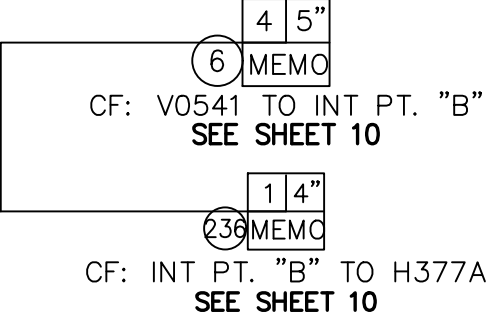 4 5"
6 MEMO
CF: V0541 TO INT PT. "B"
SEE SHEET 10
1 4"
236 MEMO
CF: INT PT. "B" TO H377A
SEE SHEET 10